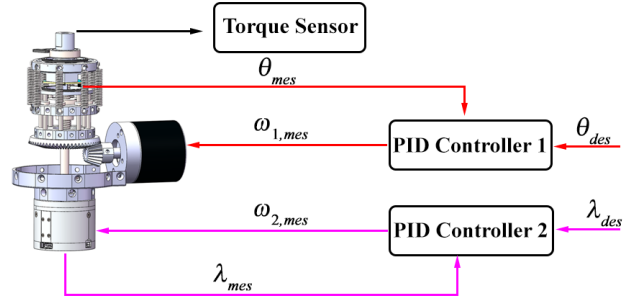 Torque Sensor
θmes
ω1,mes
PID Controller 1
θdes
ω2,mes
PID Controller 2
λdes
λmes